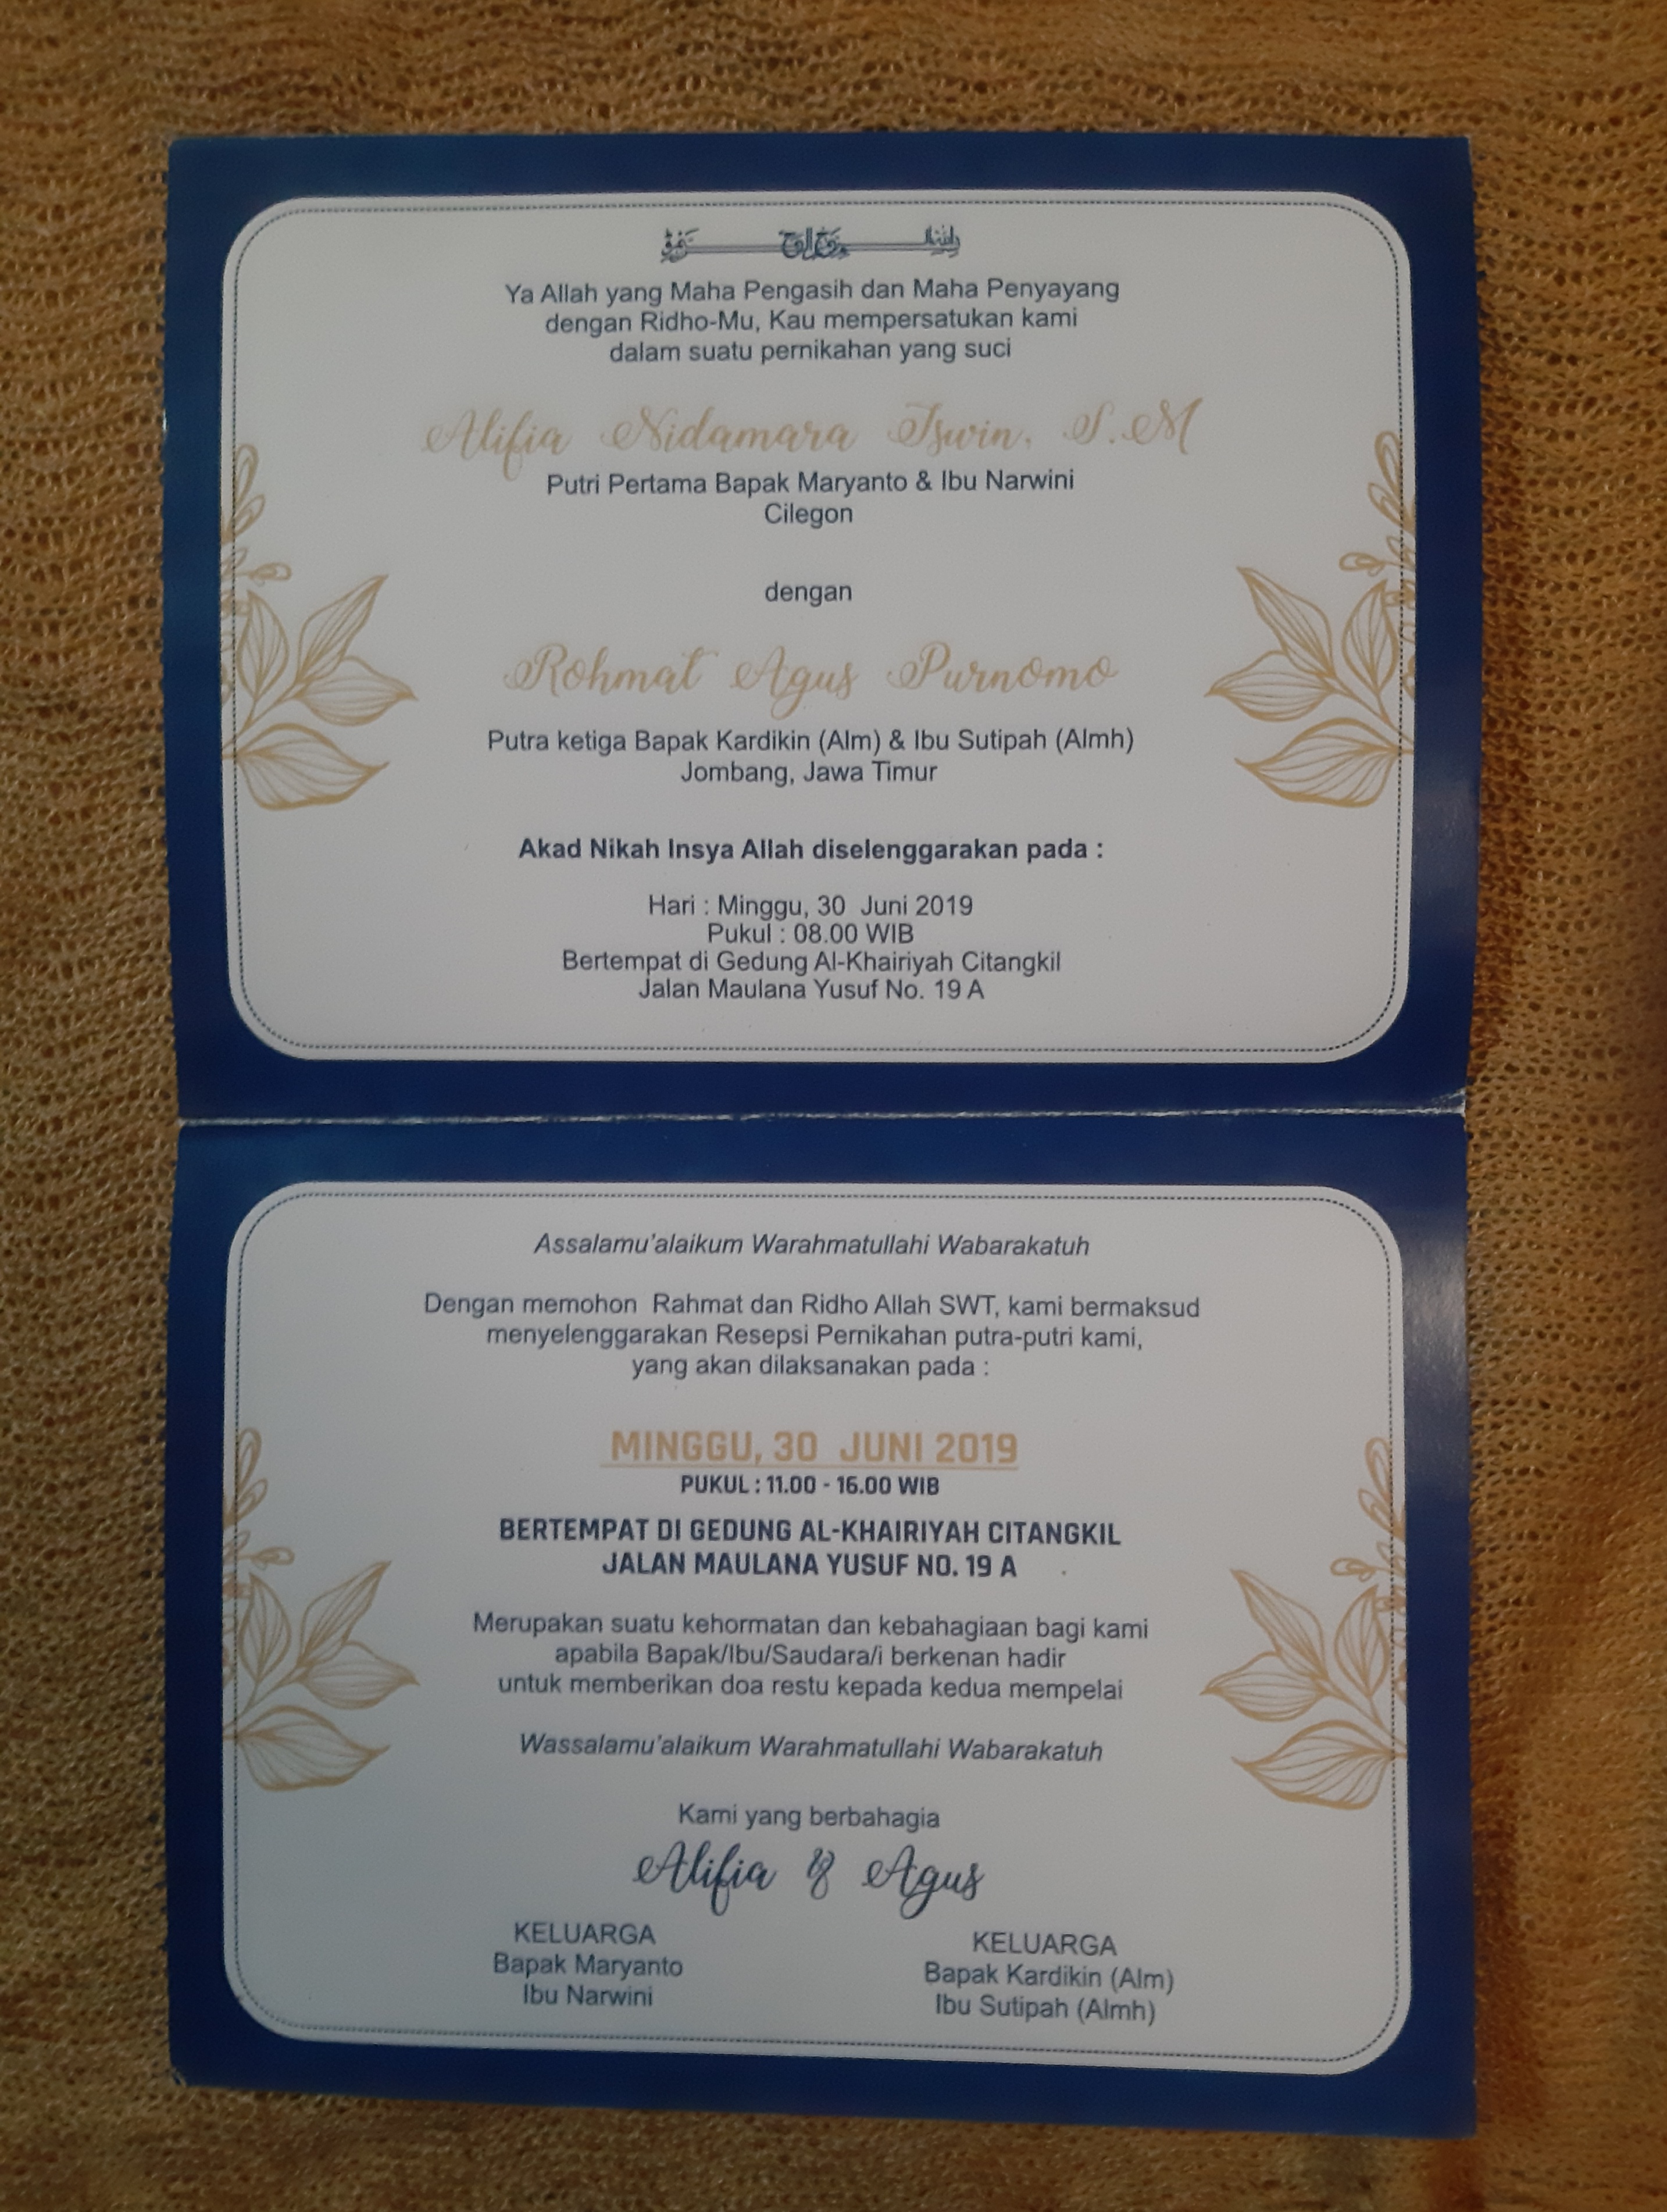 Ya Allah yang Maha Pengasih dan Maha Penyayang
dengan Ridho-Mu, Kau mempersatukan kami
dalam suatu pernikahan yang suci
Alifia Nidamara Iswin, S.M
Putri Pertama Bapak Maryanto & Ibu Narwini
Cilegon
dengan
Rohmat Agus Purnomo
Putra ketiga Bapak Kardikin (Alm) & Ibu Sutipah (Almh)
Jombang, Jawa Timur
Akad Nikah Insya Allah diselenggarakan pada :
Hari : Minggu, 30 Juni 2019
Pukul : 08.00 WIB
Bertempat di Gedung Al-Khairiyah Citangkil
Jalan Maulana Yusuf No. 19 A
Assalamu'alaikum Warahmatullahi Wabarakatuh
Dengan memohon Rahmat dan Ridho Allah SWT, kami bermaksud
menyelenggarakan Resepsi Pernikahan putra-putri kami,
yang akan dilaksanakan pada :
MINGGU, 30 JUNI 2019
PUKUL : 11.00 - 16.00 WIB
BERTEMPAT DI GEDUNG AL-KHAIRIYAH CITANGKIL
JALAN MAULANA YUSUF NO. 19 A
Merupakan suatu kehormatan dan kebahagiaan bagi kami
apabila Bapak/Ibu/Saudara/i berkenan hadir
untuk memberikan doa restu kepada kedua mempelai
Wassalamu'alaikum Warahmatullahi Wabarakatuh
Kami yang berbahagia
Alifia & Agus
KELUARGA
Bapak Maryanto
Ibu Narwini
KELUARGA
Bapak Kardikin (Alm)
Ibu Sutipah (Almh)